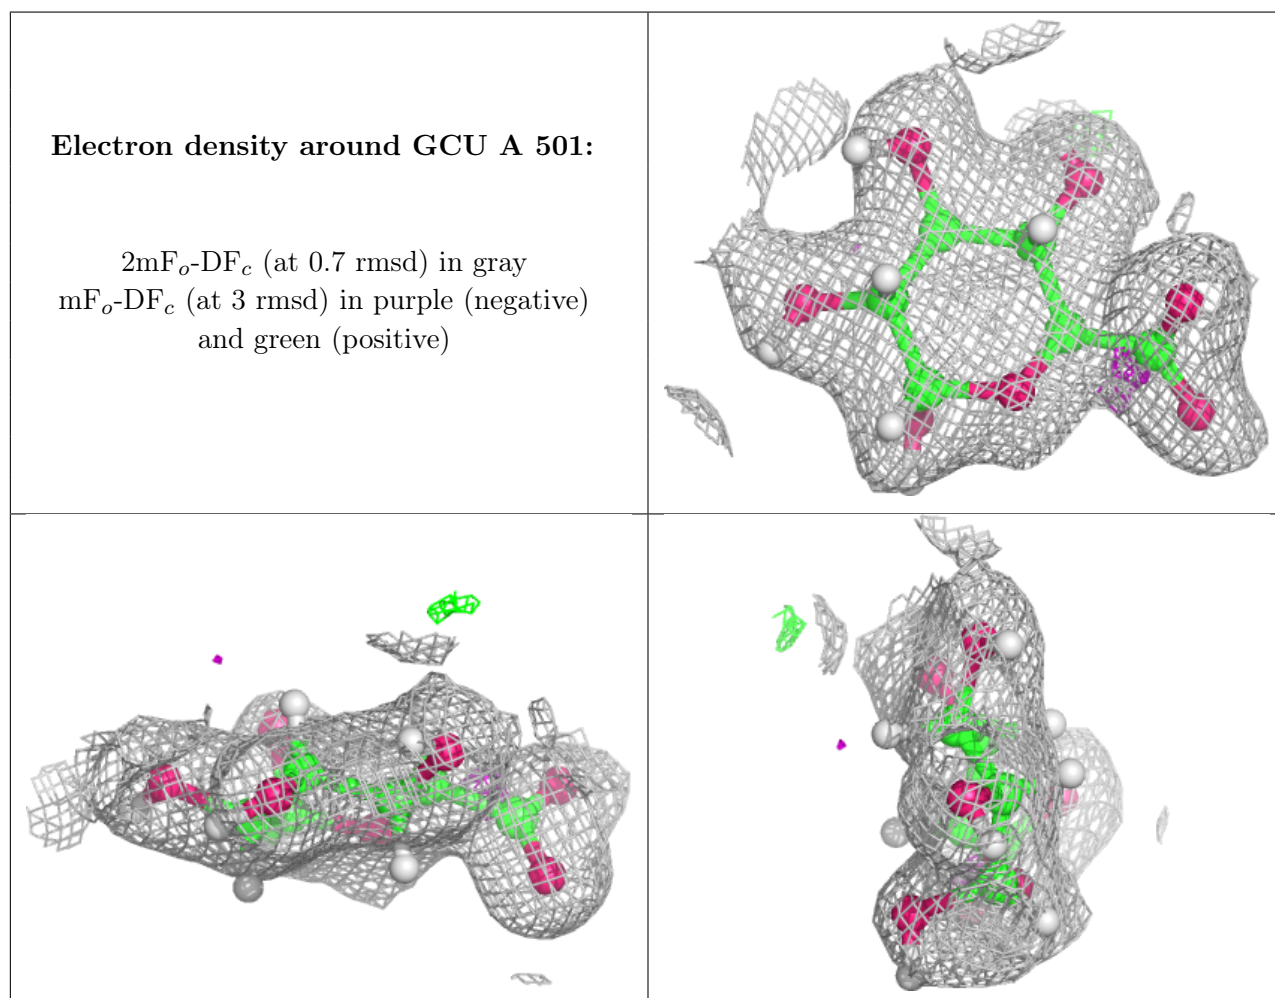 Electron density around GCU A 501:
2mFₒ-DF𝒸 (at 0.7 rmsd) in gray
mFₒ-DF𝒸 (at 3 rmsd) in purple (negative)
and green (positive)